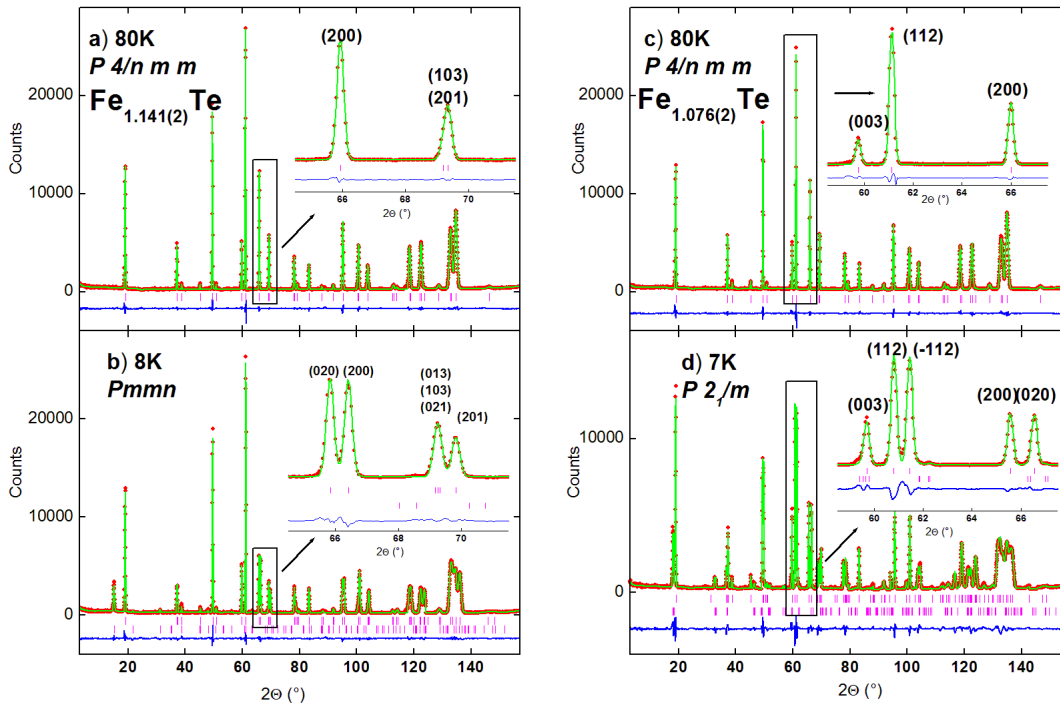 a) 80K
P 4/n m m
Fe1.141(2)Te
(200)
(103)
(201)
66
68
70
2Θ (°)
20000
10000
0
Counts
b) 8K
Pmmn
(020)
(200)
(013)
(103)
(021)
(201)
66
68
70
2Θ (°)
20000
10000
0
Counts
20
40
60
80
100
120
140
2Θ (°)
c) 80K
P 4/n m m
Fe1.076(2)Te
(003)
(112)
(200)
60
62
64
66
2Θ (°)
20000
10000
0
Counts
d) 7K
P 21/m
(003)
(112)
(-112)
(200)
(020)
60
62
64
66
2Θ (°)
10000
0
Counts
20
40
60
80
100
120
140
2Θ (°)